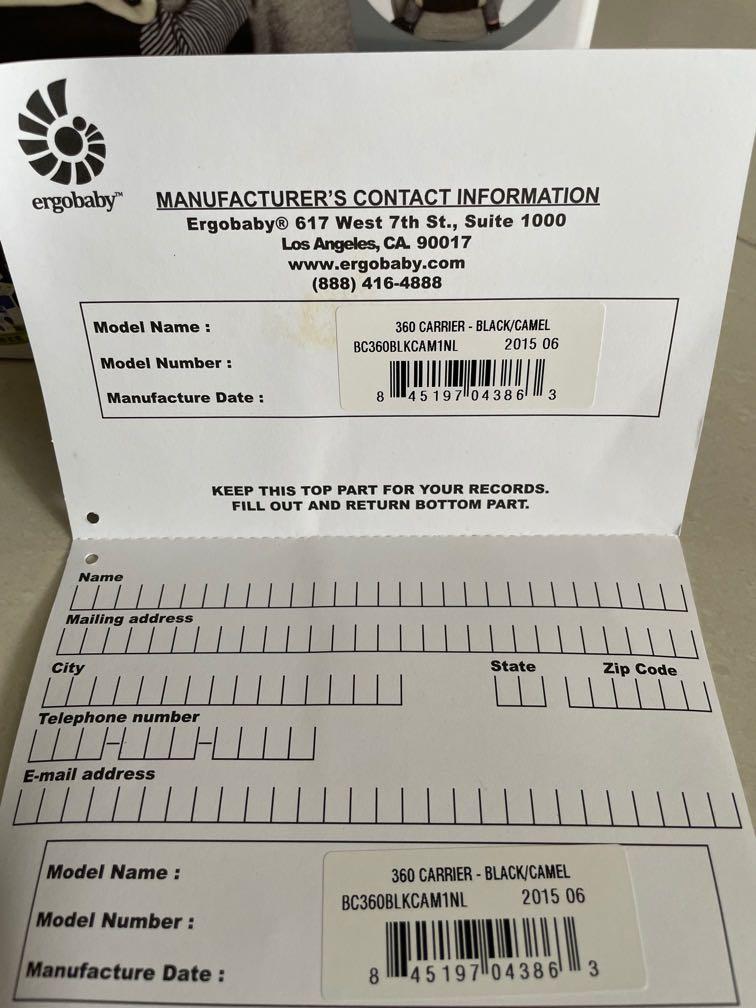 ergobaby™
MANUFACTURER'S CONTACT INFORMATION
Ergobaby® 617 West 7th St., Suite 1000
Los Angeles, CA. 90017
www.ergobaby.com
(888) 416-4888
Model Name :
360 CARRIER - BLACK/CAMEL
BC360BLKCAM1NL 2015 06
Model Number :
Manufacture Date :
8 45197 04386 3
KEEP THIS TOP PART FOR YOUR RECORDS.
FILL OUT AND RETURN BOTTOM PART.
Name
Mailing address
City State Zip Code
Telephone number
E-mail address
Model Name :
360 CARRIER - BLACK/CAMEL
BC360BLKCAM1NL 2015 06
Model Number :
Manufacture Date :
8 45197 04386 3